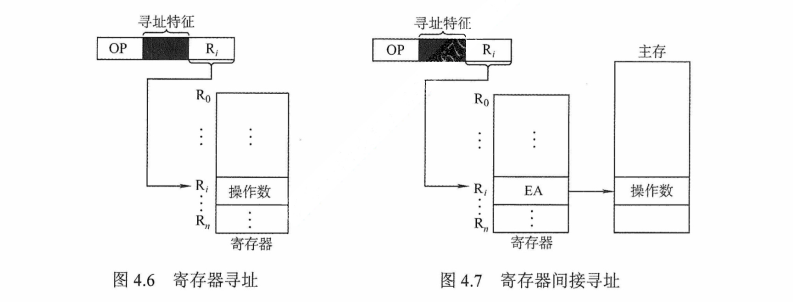 寻址特征
OP
R_i
R_0
⋮ ⋮
R_i 操作数
⋮
R_n ⋮
寄存器
图 4.6 寄存器寻址
寻址特征
OP
R_i
R_0
⋮ ⋮
R_i EA
⋮
R_n ⋮
寄存器
主存
操作数
图 4.7 寄存器间接寻址